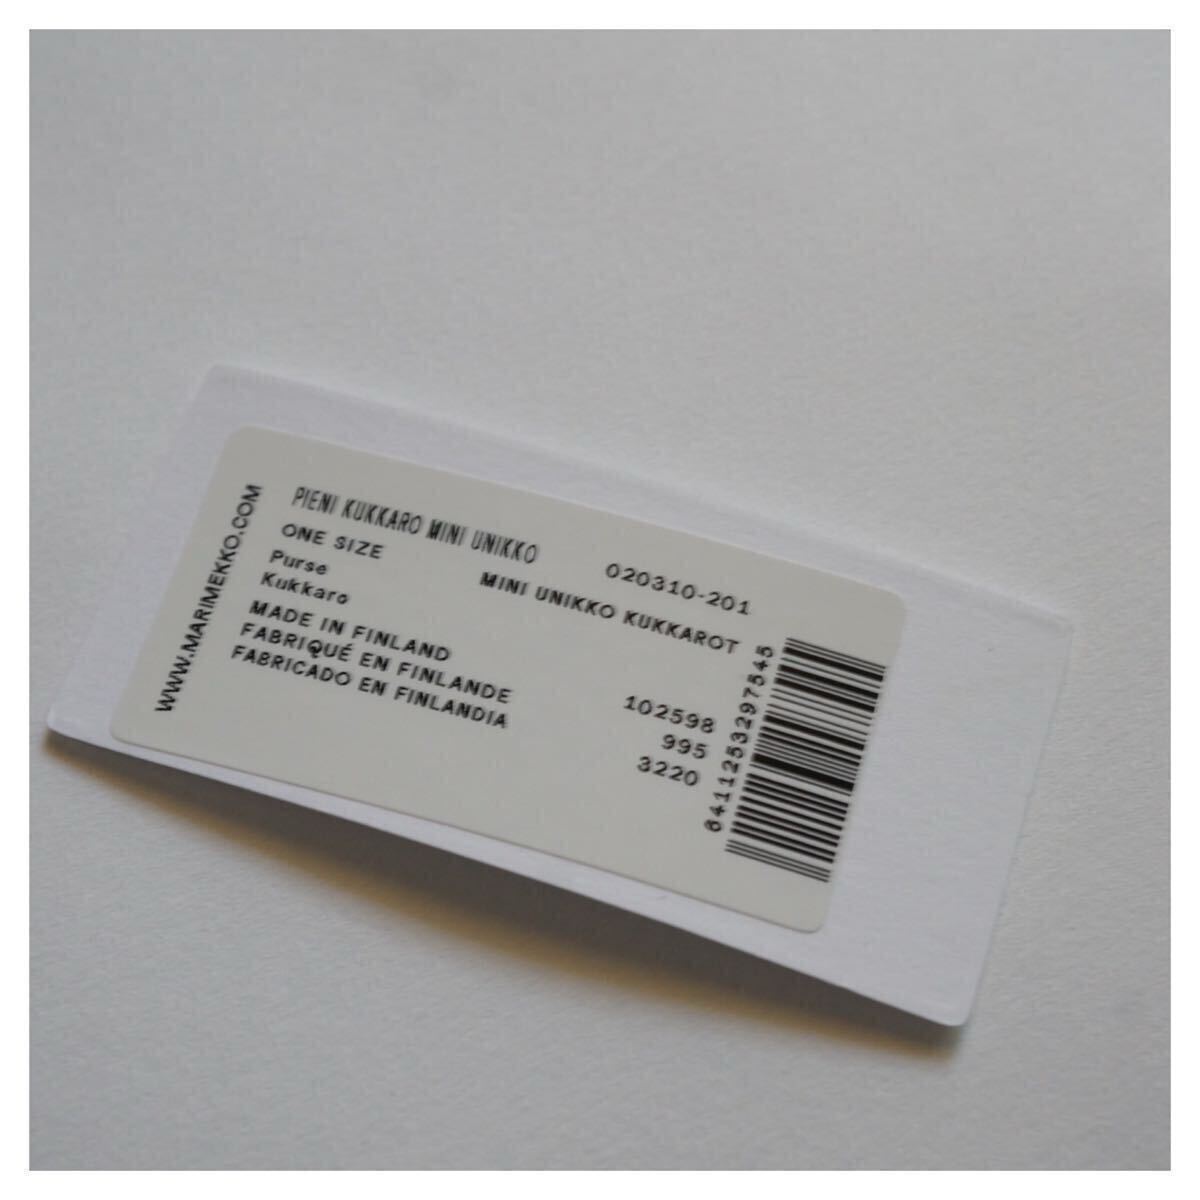 WWW.MARIMEKKO.COM
PIENI KUKKARO MINI UNIKKO 020310-201
ONE SIZE MINI UNIKKO KUKKAROT
Purse
Kukkaro
MADE IN FINLAND 102598
FABRIQUÉ EN FINLANDE 995
FABRICADO EN FINLANDIA 3220
6411253297545